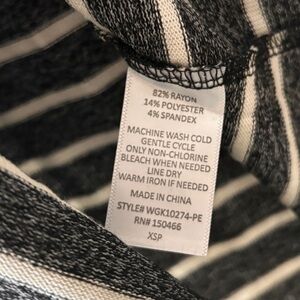 82% RAYON
14% POLYESTER
4% SPANDEX
MACHINE WASH COLD
GENTLE CYCLE
ONLY NON-CHLORINE
BLEACH WHEN NEEDED
LINE DRY
WARM IRON IF NEEDED
MADE IN CHINA
STYLE# WGK10274-PE
RN# 150466
XSP